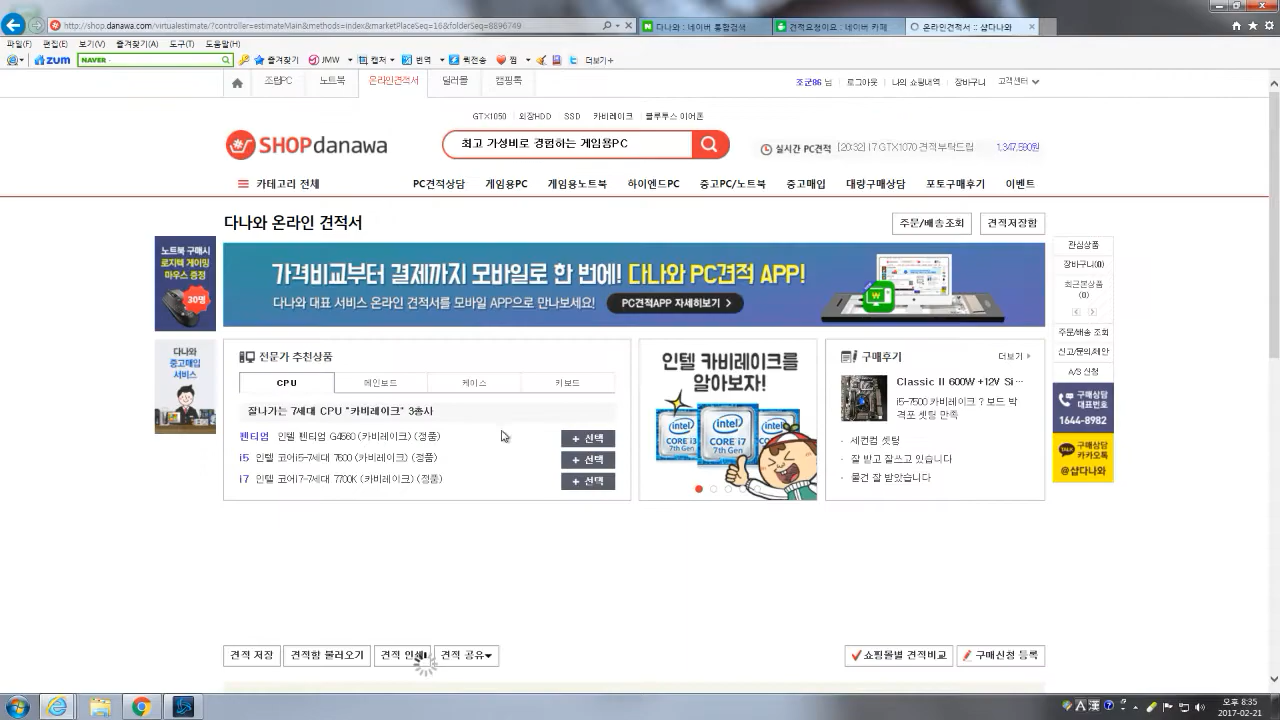 http://shop.danawa.com/virtualestimate/?controller=estimateMain&methods=index&marketPlaceSeq=16&folderSeq=8896749
다나와 : 네이버 통합검색
견적요청이요 : 네이버 카페
온라인견적서 :: 샵다나와
파일(F) 편집(E) 보기(V) 즐겨찾기(A) 도구(T) 도움말(H)
zum NAVER 즐겨찾기 JMW 캡처 번역 퀵전송 찜 더보기+
조립PC 노트북 온라인견적서 딜러몰 캠핑톡
조군86 님 로그아웃 나의 쇼핑내역 장바구니 고객센터
GTX1050 외장HDD SSD 카비레이크 블루투스 이어폰
SHOPdanawa
최고 가성비로 경험하는 게임용PC
실시간 PC견적 [20:32] I7 GTX1070 견적부탁드립 1,347,590원
카테고리 전체 PC견적상담 게임용PC 게임용노트북 하이엔드PC 중고PC/노트북 중고매입 대량구매상담 포토구매후기 이벤트
다나와 온라인 견적서
주문/배송조회 견적저장함
노트북 구매시
로지텍 게이밍
마우스 증정
30명
가격비교부터 결제까지 모바일로 한 번에! 다나와 PC견적 APP!
다나와 대표 서비스 온라인 견적서를 모바일 APP으로 만나보세요! PC견적APP 자세히보기
관심상품
장바구니(0)
최근본상품
(0)
주문/배송 조회
신고/문의/제안
A/S 신청
구매상담
대표번호
1644-8982
TALK
구매상담
카카오톡
@샵다나와
다나와
중고매입
서비스
전문가 추천상품
CPU 메인보드 케이스 키보드
잘나가는 7세대 CPU "카비레이크" 3총사
펜티엄 인텔 펜티엄 G4560 (카비레이크) (정품) + 선택
i5 인텔 코어i5-7세대 7500 (카비레이크) (정품) + 선택
i7 인텔 코어i7-7세대 7700 (카비레이크) (정품) + 선택
인텔 카비레이크를
알아보자!
intel CORE i3 7th Gen
intel CORE i7 7th Gen
intel CORE i5
구매후기 더보기
Classic II 600W +12V Si ···
i5-7500 카비레이크 ? 보드 박
격포 셋팅 만족
· 세컨컴 셋팅
· 잘 받고 잘쓰고 있습니다
· 물건 잘 받았습니다
견적 저장 견적함 불러오기 견적 인쇄 견적 공유
쇼핑몰별 견적비교 구매신청 등록
오후 8:35
2017-02-21